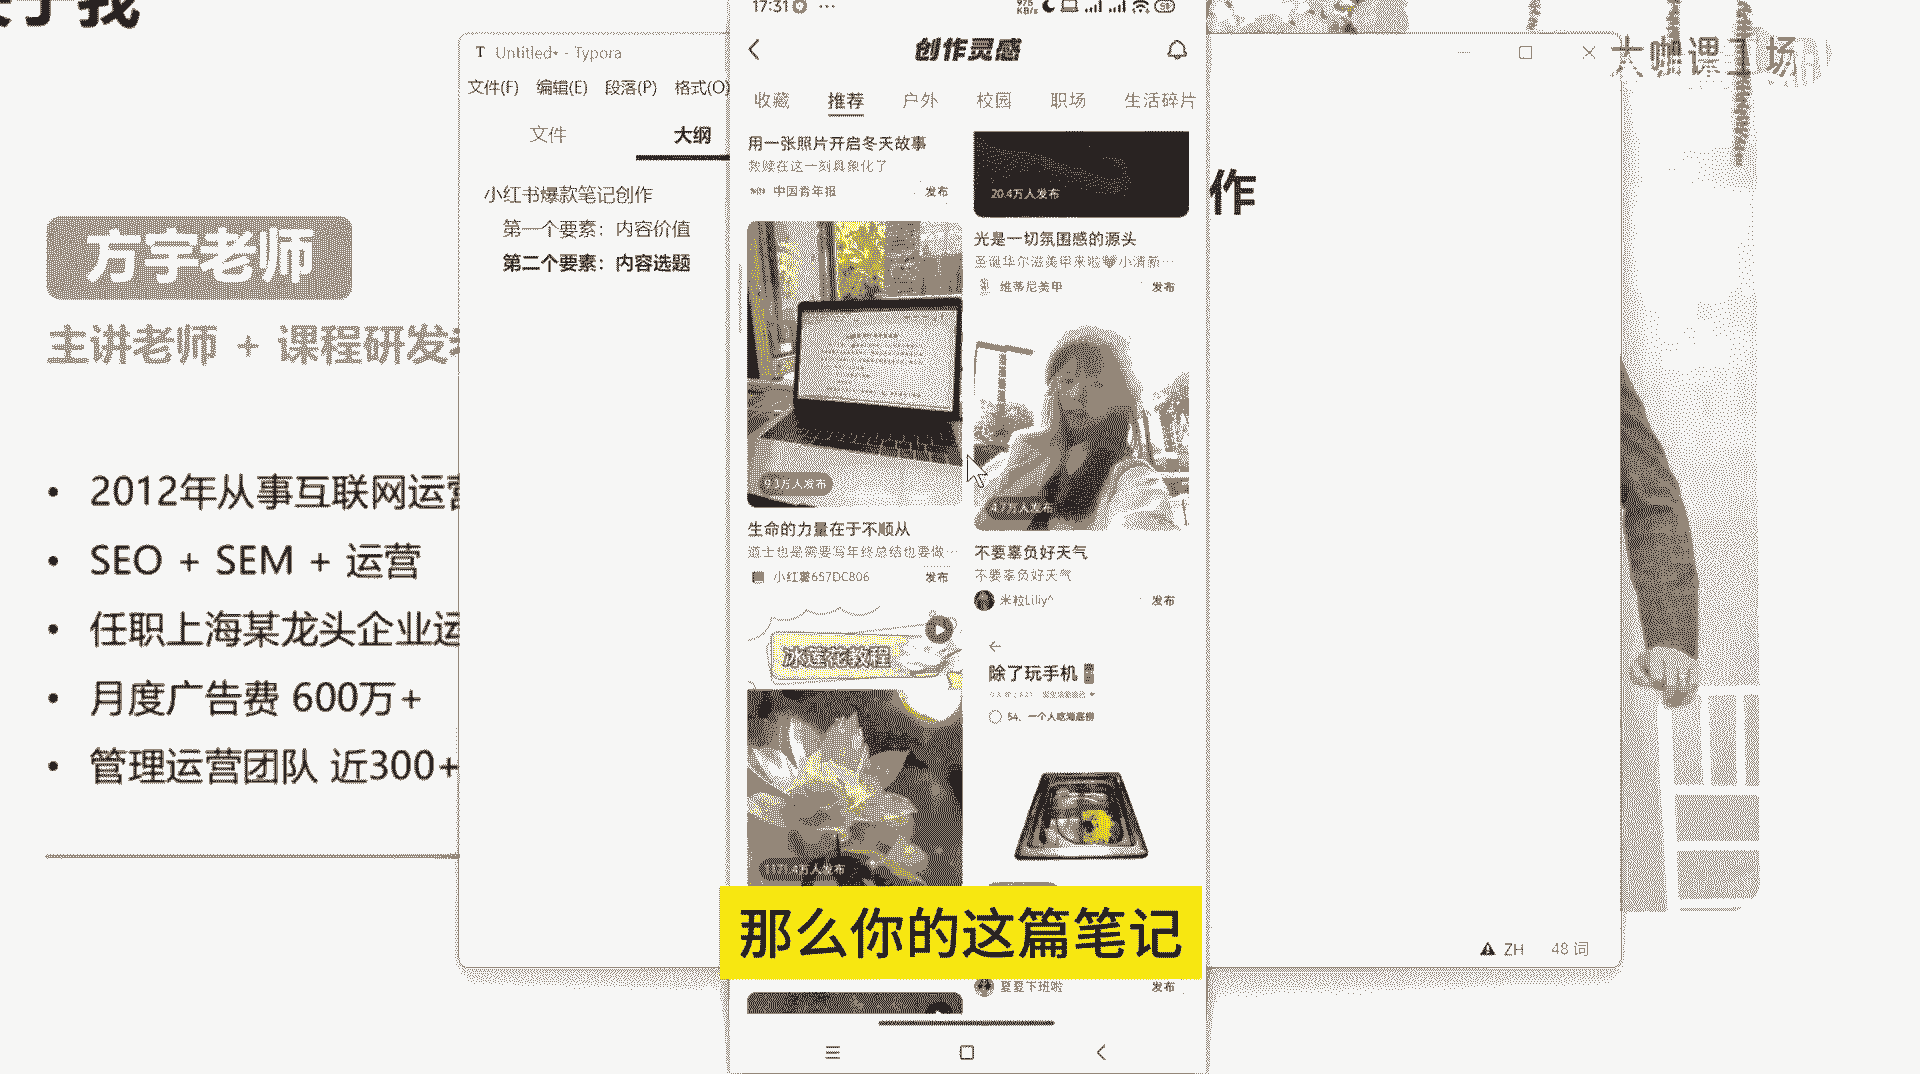 关于我
方宇老师
主讲老师 + 课程研发
2012年从事互联网运营
SEO + SEM + 运营
任职上海某龙头企业运
月度广告费 600万+
管理运营团队 近300+
T Untitled• - Typora
文件(F) 编辑(E) 段落(P) 格式(O)
文件 大纲
小红书爆款笔记创作
第一个要素：内容价值
第二个要素：内容选题
作
大咖课工场
ZH 48 词
17:31
KB/s
创作灵感
收藏 推荐 户外 校园 职场 生活碎片
用一张照片开启冬天故事
救赎在这一刻具象化了
中国青年报 发布
9.3万人发布
生命的力量在于不顺从
道士也是需要写年终总结也要做…
小红薯657DC806 发布
冰莲花教程
20.4万人发布
光是一切氛围感的源头
圣诞华尔滋美甲来啦🖤小清新…
维蒂尼美甲 发布
4.7万人发布
不要辜负好天气
不要辜负好天气
米粒Liliy^ 发布
除了玩手机
54、一个人吃海底捞
夏夏下班啦 发布
那么你的这篇笔记